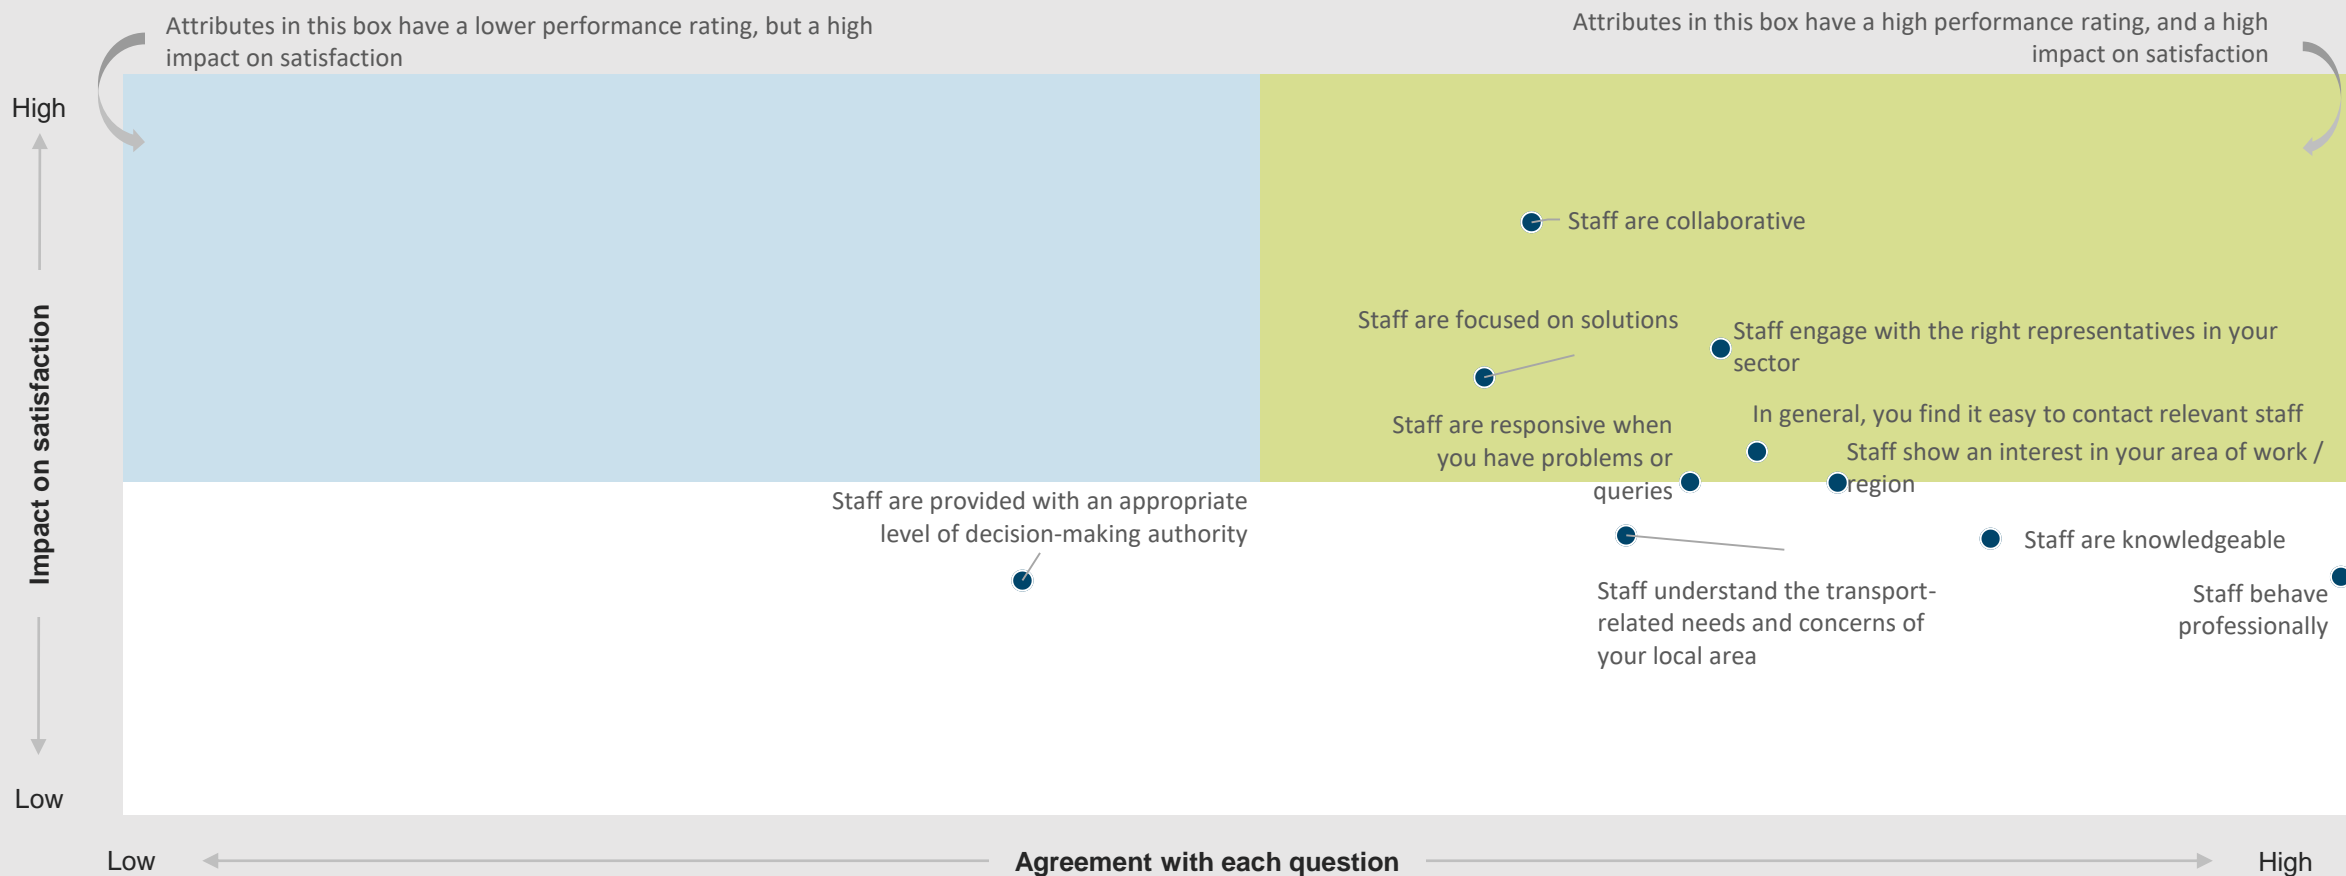 Attributes in this box have a lower performance rating, but a high
impact on satisfaction
Attributes in this box have a high performance rating, and a high
impact on satisfaction
High
Impact on satisfaction
Low
Staff are collaborative
Staff are focused on solutions
Staff engage with the right representatives in your
sector
In general, you find it easy to contact relevant staff
Staff are responsive when
you have problems or
queries
Staff show an interest in your area of work /
region
Staff are provided with an appropriate
level of decision-making authority
Staff are knowledgeable
Staff understand the transport-
related needs and concerns of
your local area
Staff behave
professionally
Low
Agreement with each question
High